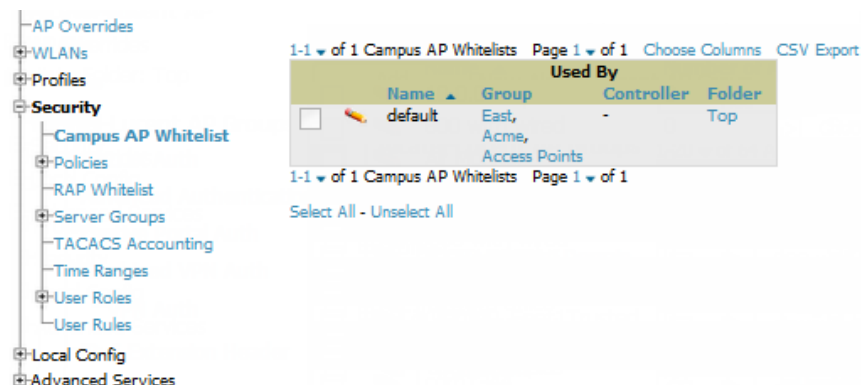 AP Overrides
WLANs
Profiles
Security
Campus AP Whitelist
Policies
RAP Whitelist
Server Groups
TACACS Accounting
Time Ranges
User Roles
User Rules
Local Config
Advanced Services
1-1 of 1 Campus AP Whitelists Page 1 of 1 Choose Columns CSV Export
Used By
Name Group Controller Folder
default East, - Top
Acme,
Access Points
1-1 of 1 Campus AP Whitelists Page 1 of 1
Select All - Unselect All